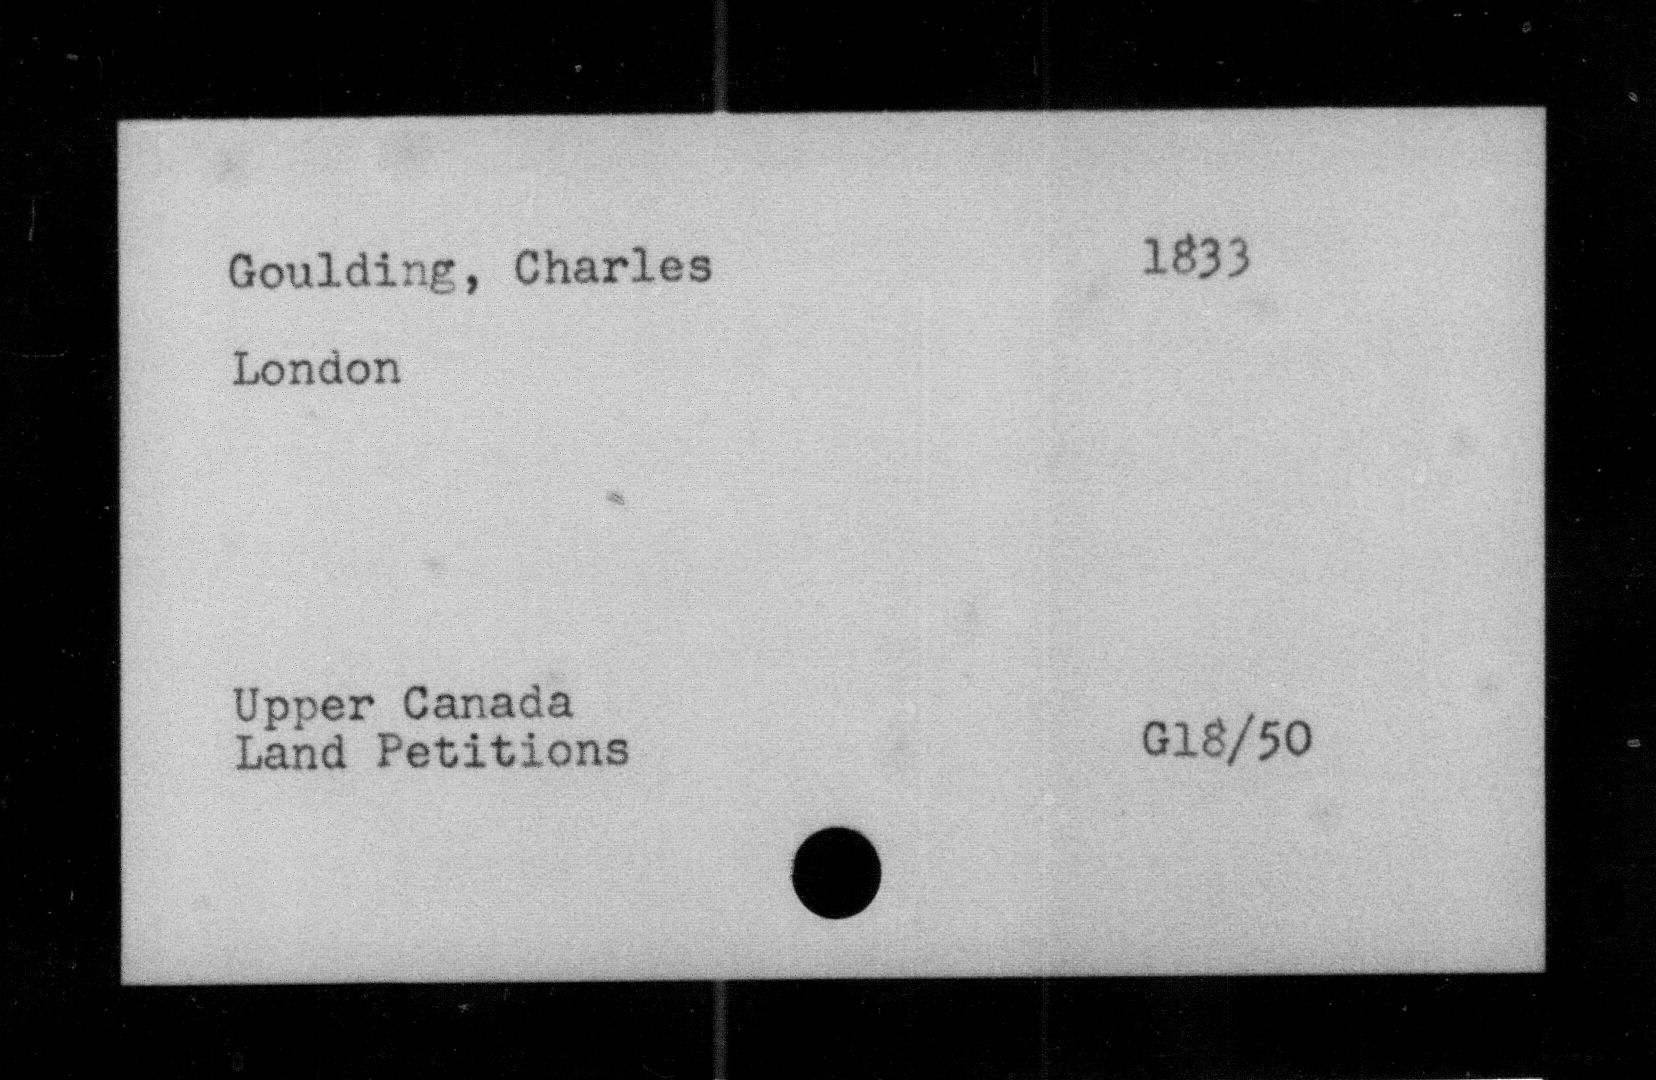 Goulding, Charles 1833
London
Upper Canada
Land Petitions G18/50